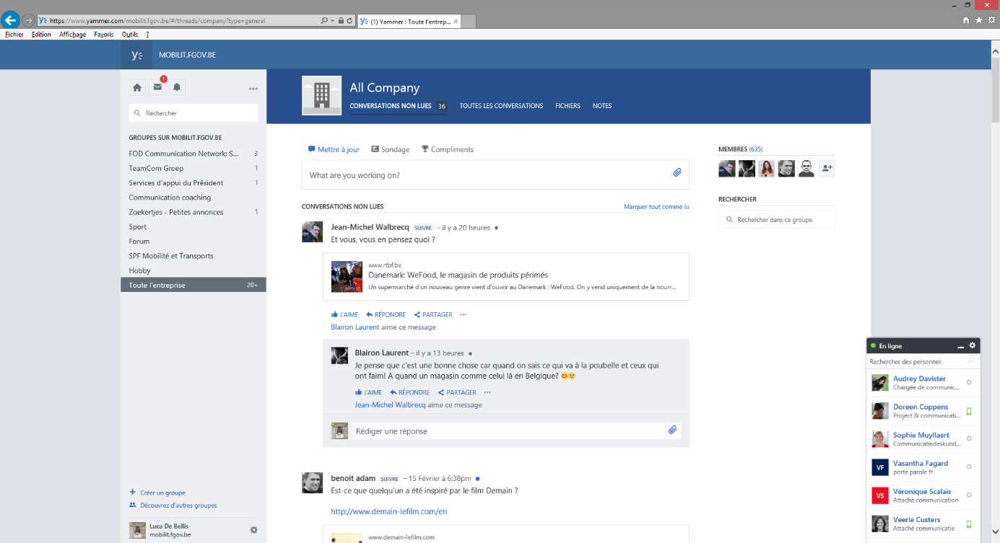 https://www.yammer.com/mobilit.fgov.be/#/threads/company?type=general
(1) Yammer : Toute l'entrep...
Fichier Edition Affichage Favoris Outils ?
MOBILIT.FGOV.BE
1
Rechercher
GROUPES SUR MOBILIT.FGOV.BE
FOD Communication Network: S... 3
TeamCom Groep 1
Services d'appui du Président 1
Communication coaching
Zoekertjes - Petites annonces 1
Sport
Forum
SPF Mobilité et Transports
Hobby
Toute l'entreprise 20+
Créer un groupe
Découvrez d'autres groupes
Luca De Bellis
mobilit.fgov.be
All Company
CONVERSATIONS NON LUES 36 TOUTES LES CONVERSATIONS FICHIERS NOTES
Mettre à jour Sondage Compliments
What are you working on?
CONVERSATIONS NON LUES Marquer tout comme lu
Jean-Michel Walbrecq SUIVRE – il y a 20 heures
Et vous, vous en pensez quoi ?
www.rtbf.be
Danemark: WeFood, le magasin de produits périmés
Un supermarché d'un nouveau genre vient d'ouvrir au Danemark : WeFood. On y vend uniquement de la nourr...
J'AIME RÉPONDRE PARTAGER
Blairon Laurent aime ce message
Blairon Laurent – il y a 13 heures
Je pense que c'est une bonne chose car quand on sais ce qui va à la poubelle et ceux qui
ont faim! A quand un magasin comme celui là en Belgique? 😊😉
J'AIME RÉPONDRE PARTAGER
Jean-Michel Walbrecq aime ce message
Rédiger une réponse
benoit adam SUIVRE – 15 Février à 6:38pm
Est-ce que quelqu'un a été inspiré par le film Demain ?
http://www.demain-lefilm.com/en
www.demain-lefilm.com
MEMBRES (635)
RECHERCHER
Rechercher dans ce groupe
En ligne
Rechercher des personnes
Audrey Davister
Chargée de communic...
Doreen Coppens
Project & communicati...
Sophie Muyllaert
Communicatiedeskund...
VF Vasantha Fagard
porte parole fr
VS Véronique Scalais
Attaché communication
Veerle Custers
Attaché communicatie